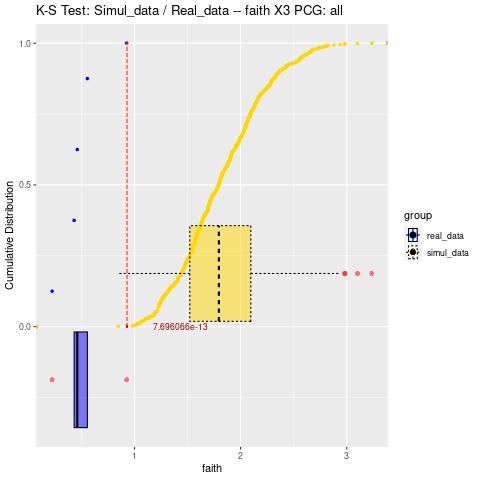 K-S Test: Simul_data / Real_data -- faith X3 PCG: all
1.0
0.5
0.0
Cumulative Distribution
7.696066e-13
1
2
3
faith
group
real_data
simul_data